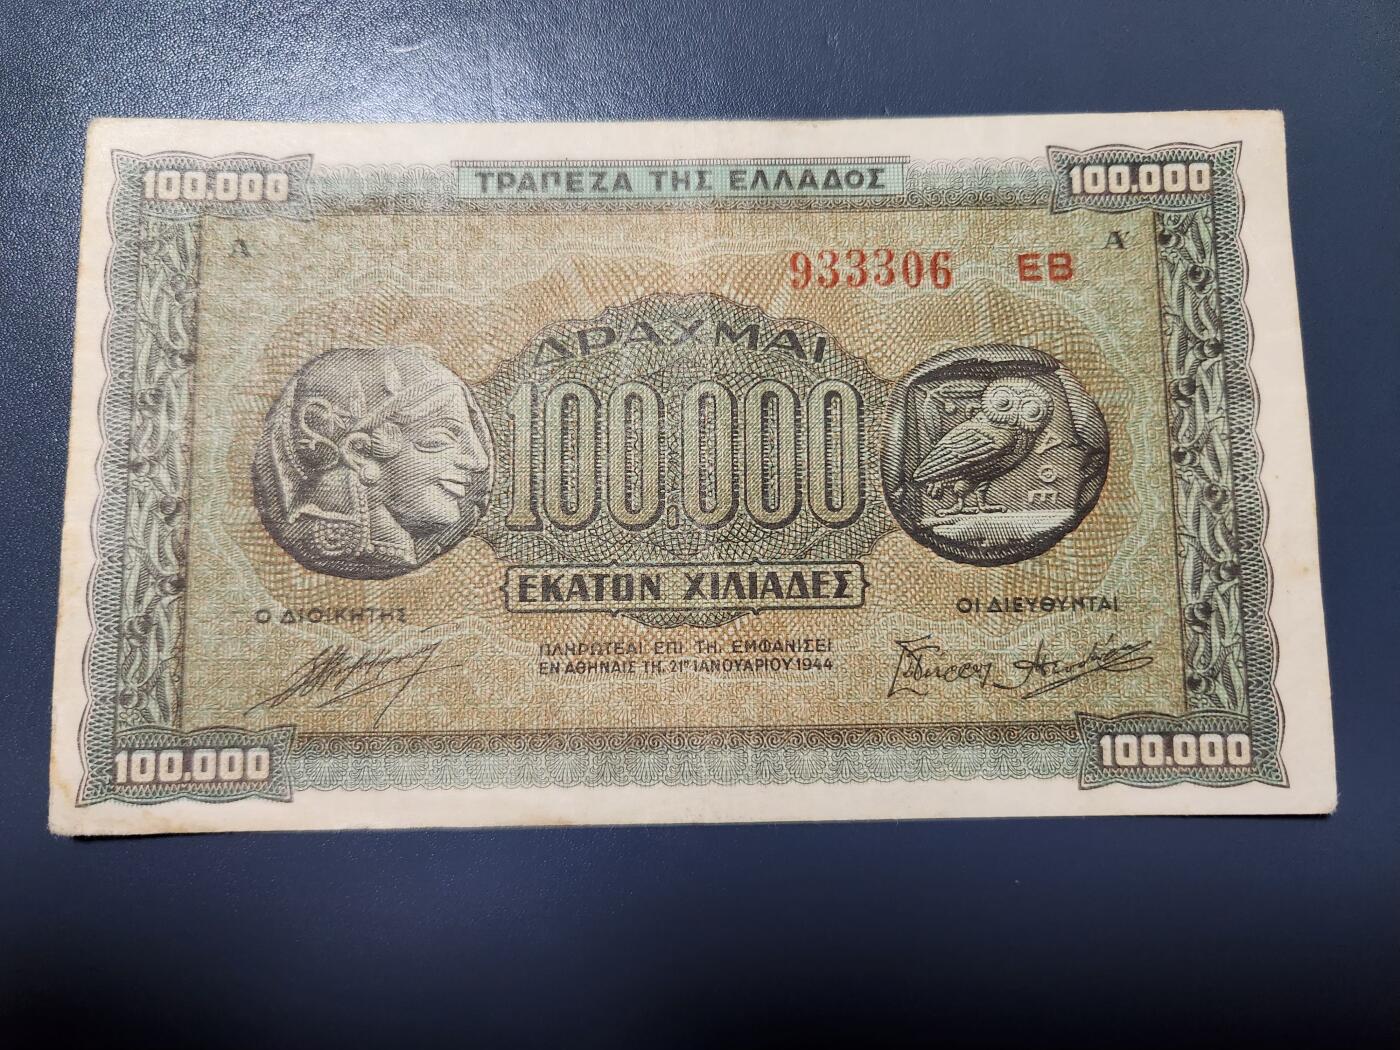 100.000 ΤΡΑΠΕΖΑ ΤΗΣ ΕΛΛΑΔΟΣ 100.000
Α Α'
933306 ΕΒ
ΔΡΑΧΜΑΙ
100.000
ΑΘΕ
ΕΚΑΤΟΝ ΧΙΛΙΑΔΕΣ
Ο ΔΙΟΙΚΗΤΗΣ ΟΙ ΔΙΕΥΘΥΝΤΑΙ
ΠΛΗΡΩΤΕΑΙ ΕΠΙ ΤΗ, ΕΜΦΑΝΙΣΕΙ
ΕΝ ΑΘΗΝΑΙΣ ΤΗ, 21ῃ ΙΑΝΟΥΑΡΙΟΥ 1944
100.000 100.000